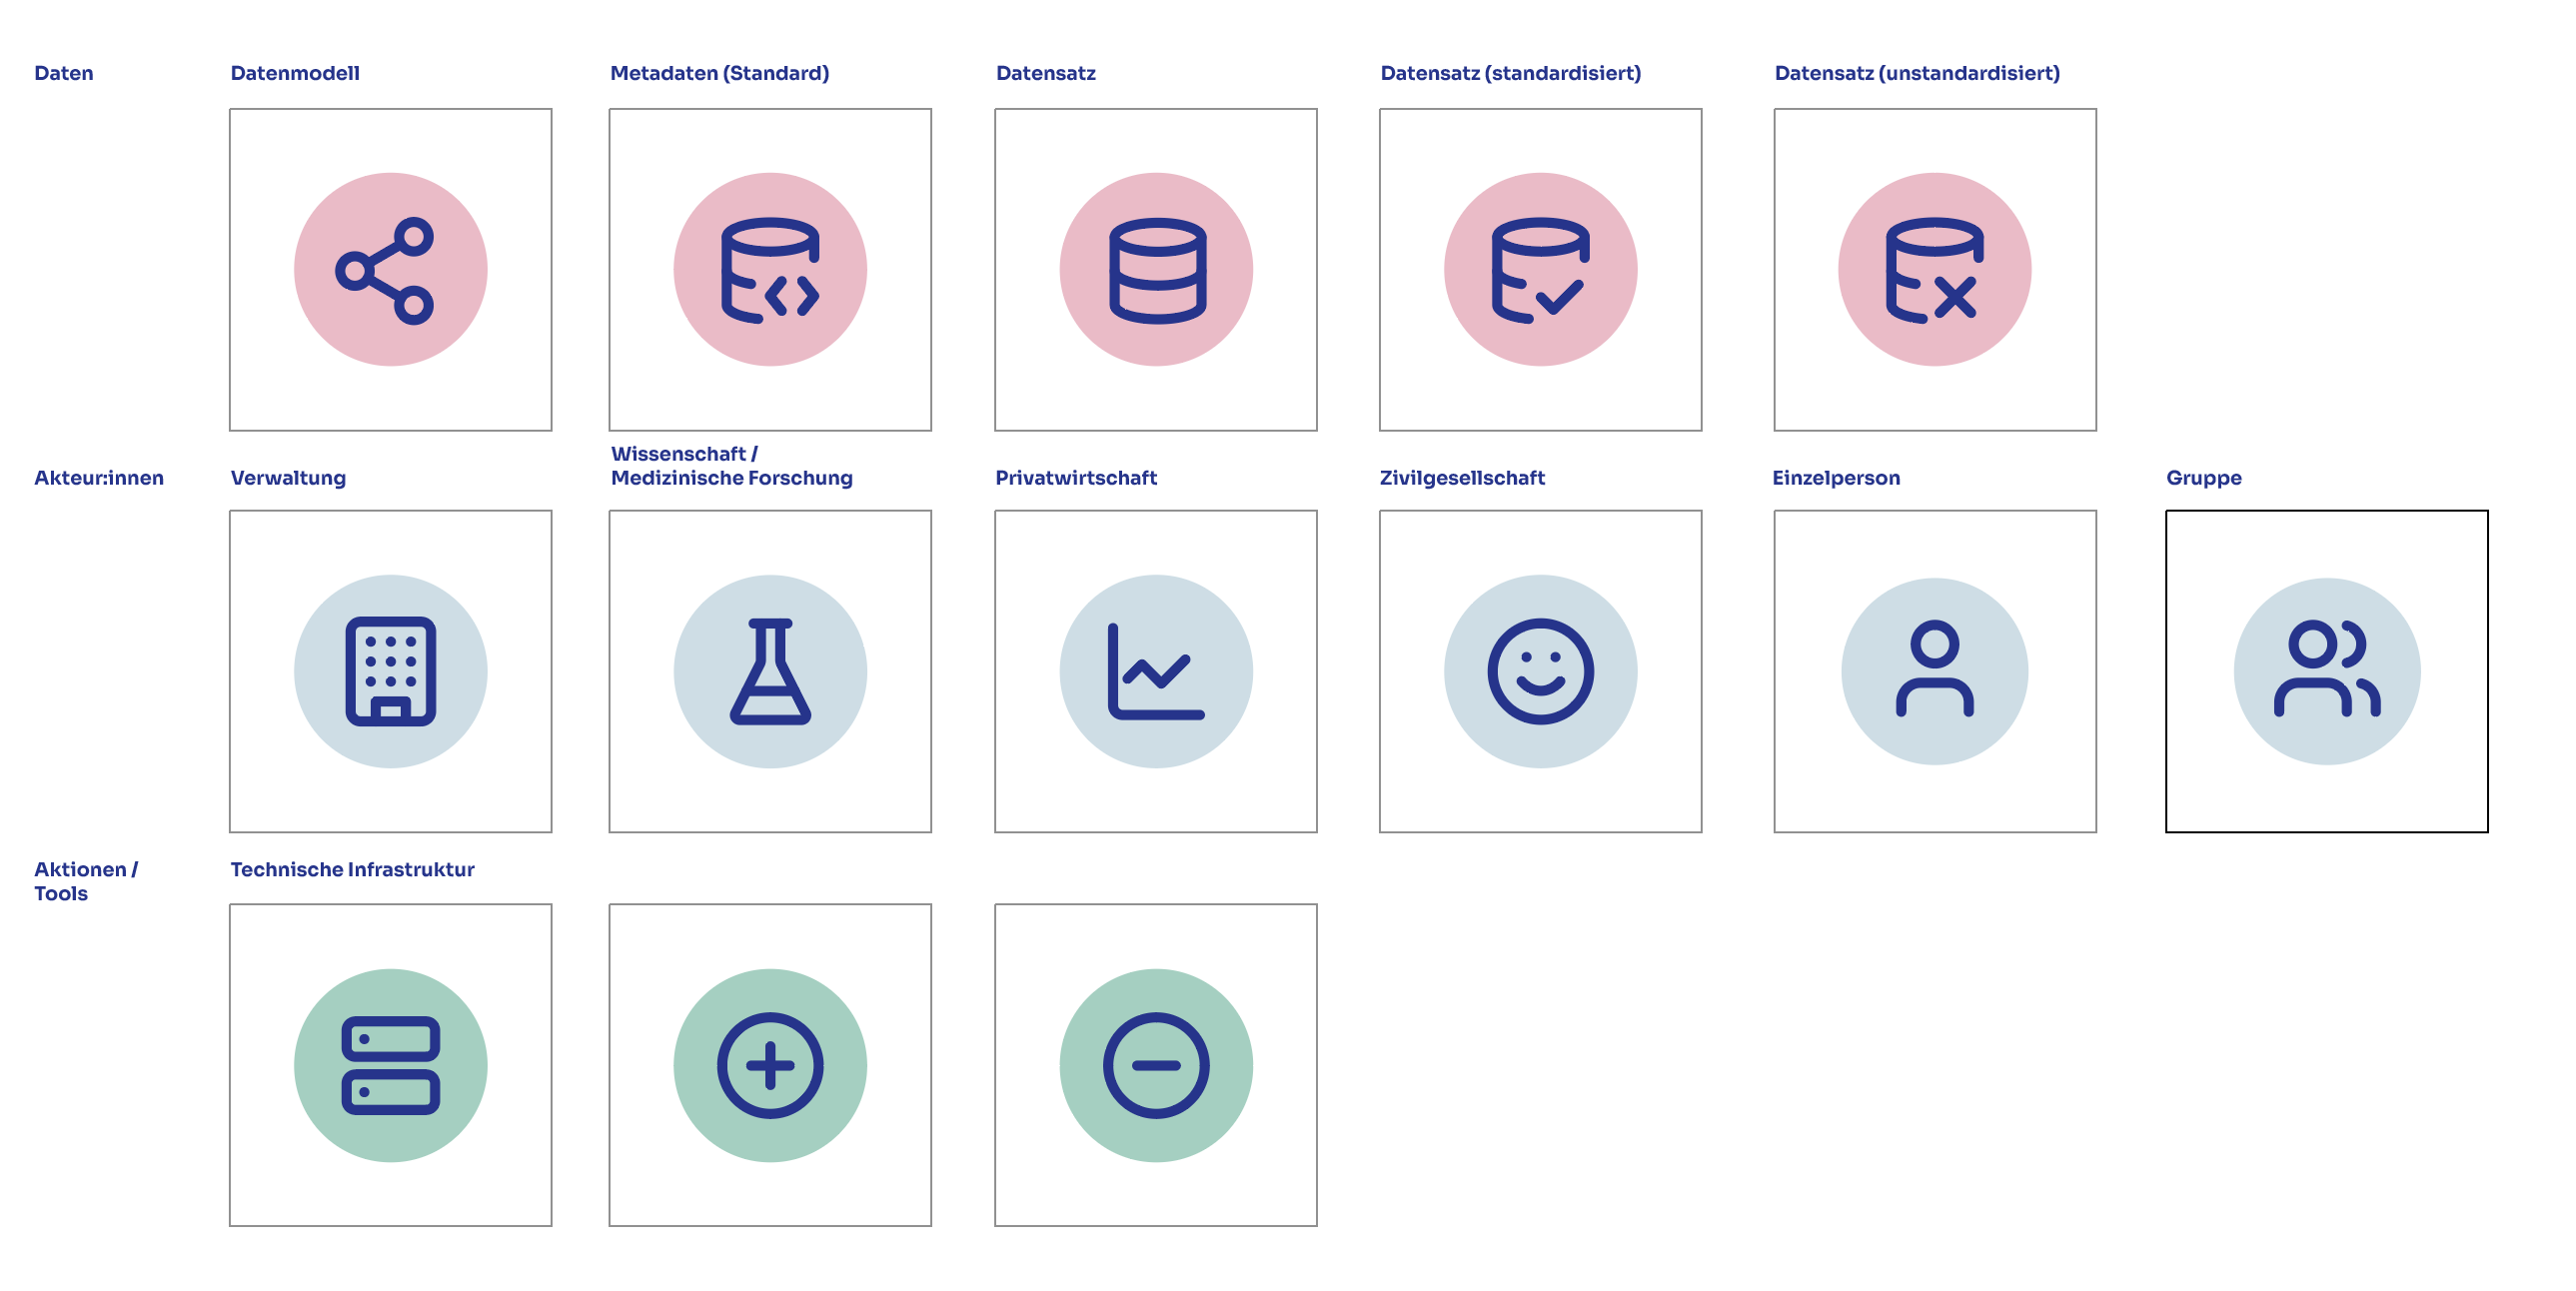 Daten
Datenmodell
Metadaten (Standard)
Datensatz
Datensatz (standardisiert)
Datensatz (unstandardisiert)
Akteur:innen
Verwaltung
Wissenschaft /
Medizinische Forschung
Privatwirtschaft
Zivilgesellschaft
Einzelperson
Gruppe
Aktionen /
Tools
Technische Infrastruktur